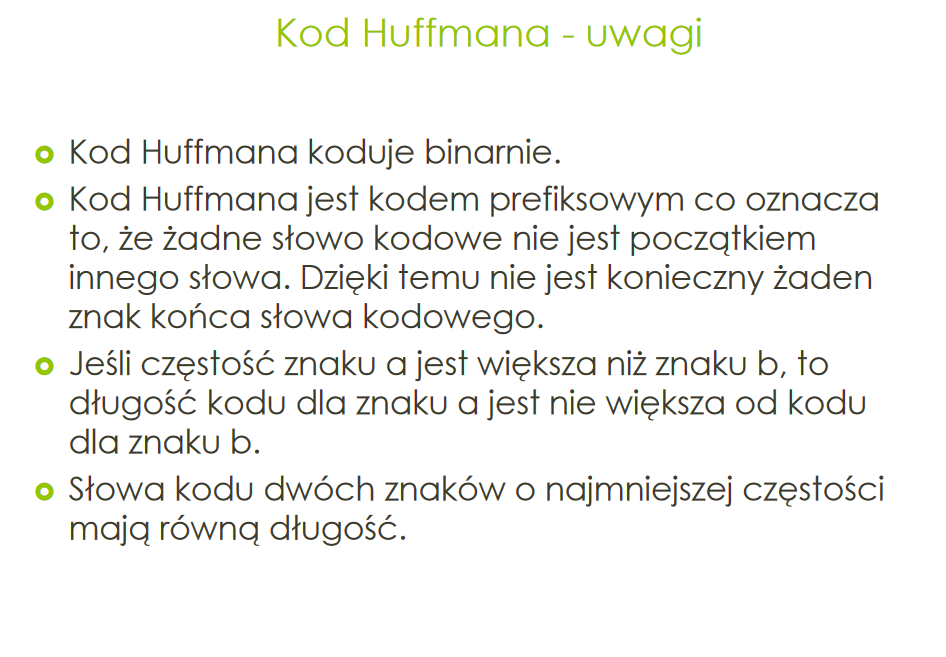 Kod Huffmana - uwagi
Kod Huffmana koduje binarnie.
Kod Huffmana jest kodem prefiksowym co oznacza
to, że żadne słowo kodowe nie jest początkiem
innego słowa. Dzięki temu nie jest konieczny żaden
znak końca słowa kodowego.
Jeśli częstość znaku a jest większa niż znaku b, to
długość kodu dla znaku a jest nie większa od kodu
dla znaku b.
Słowa kodu dwóch znaków o najmniejszej częstości
mają równą długość.